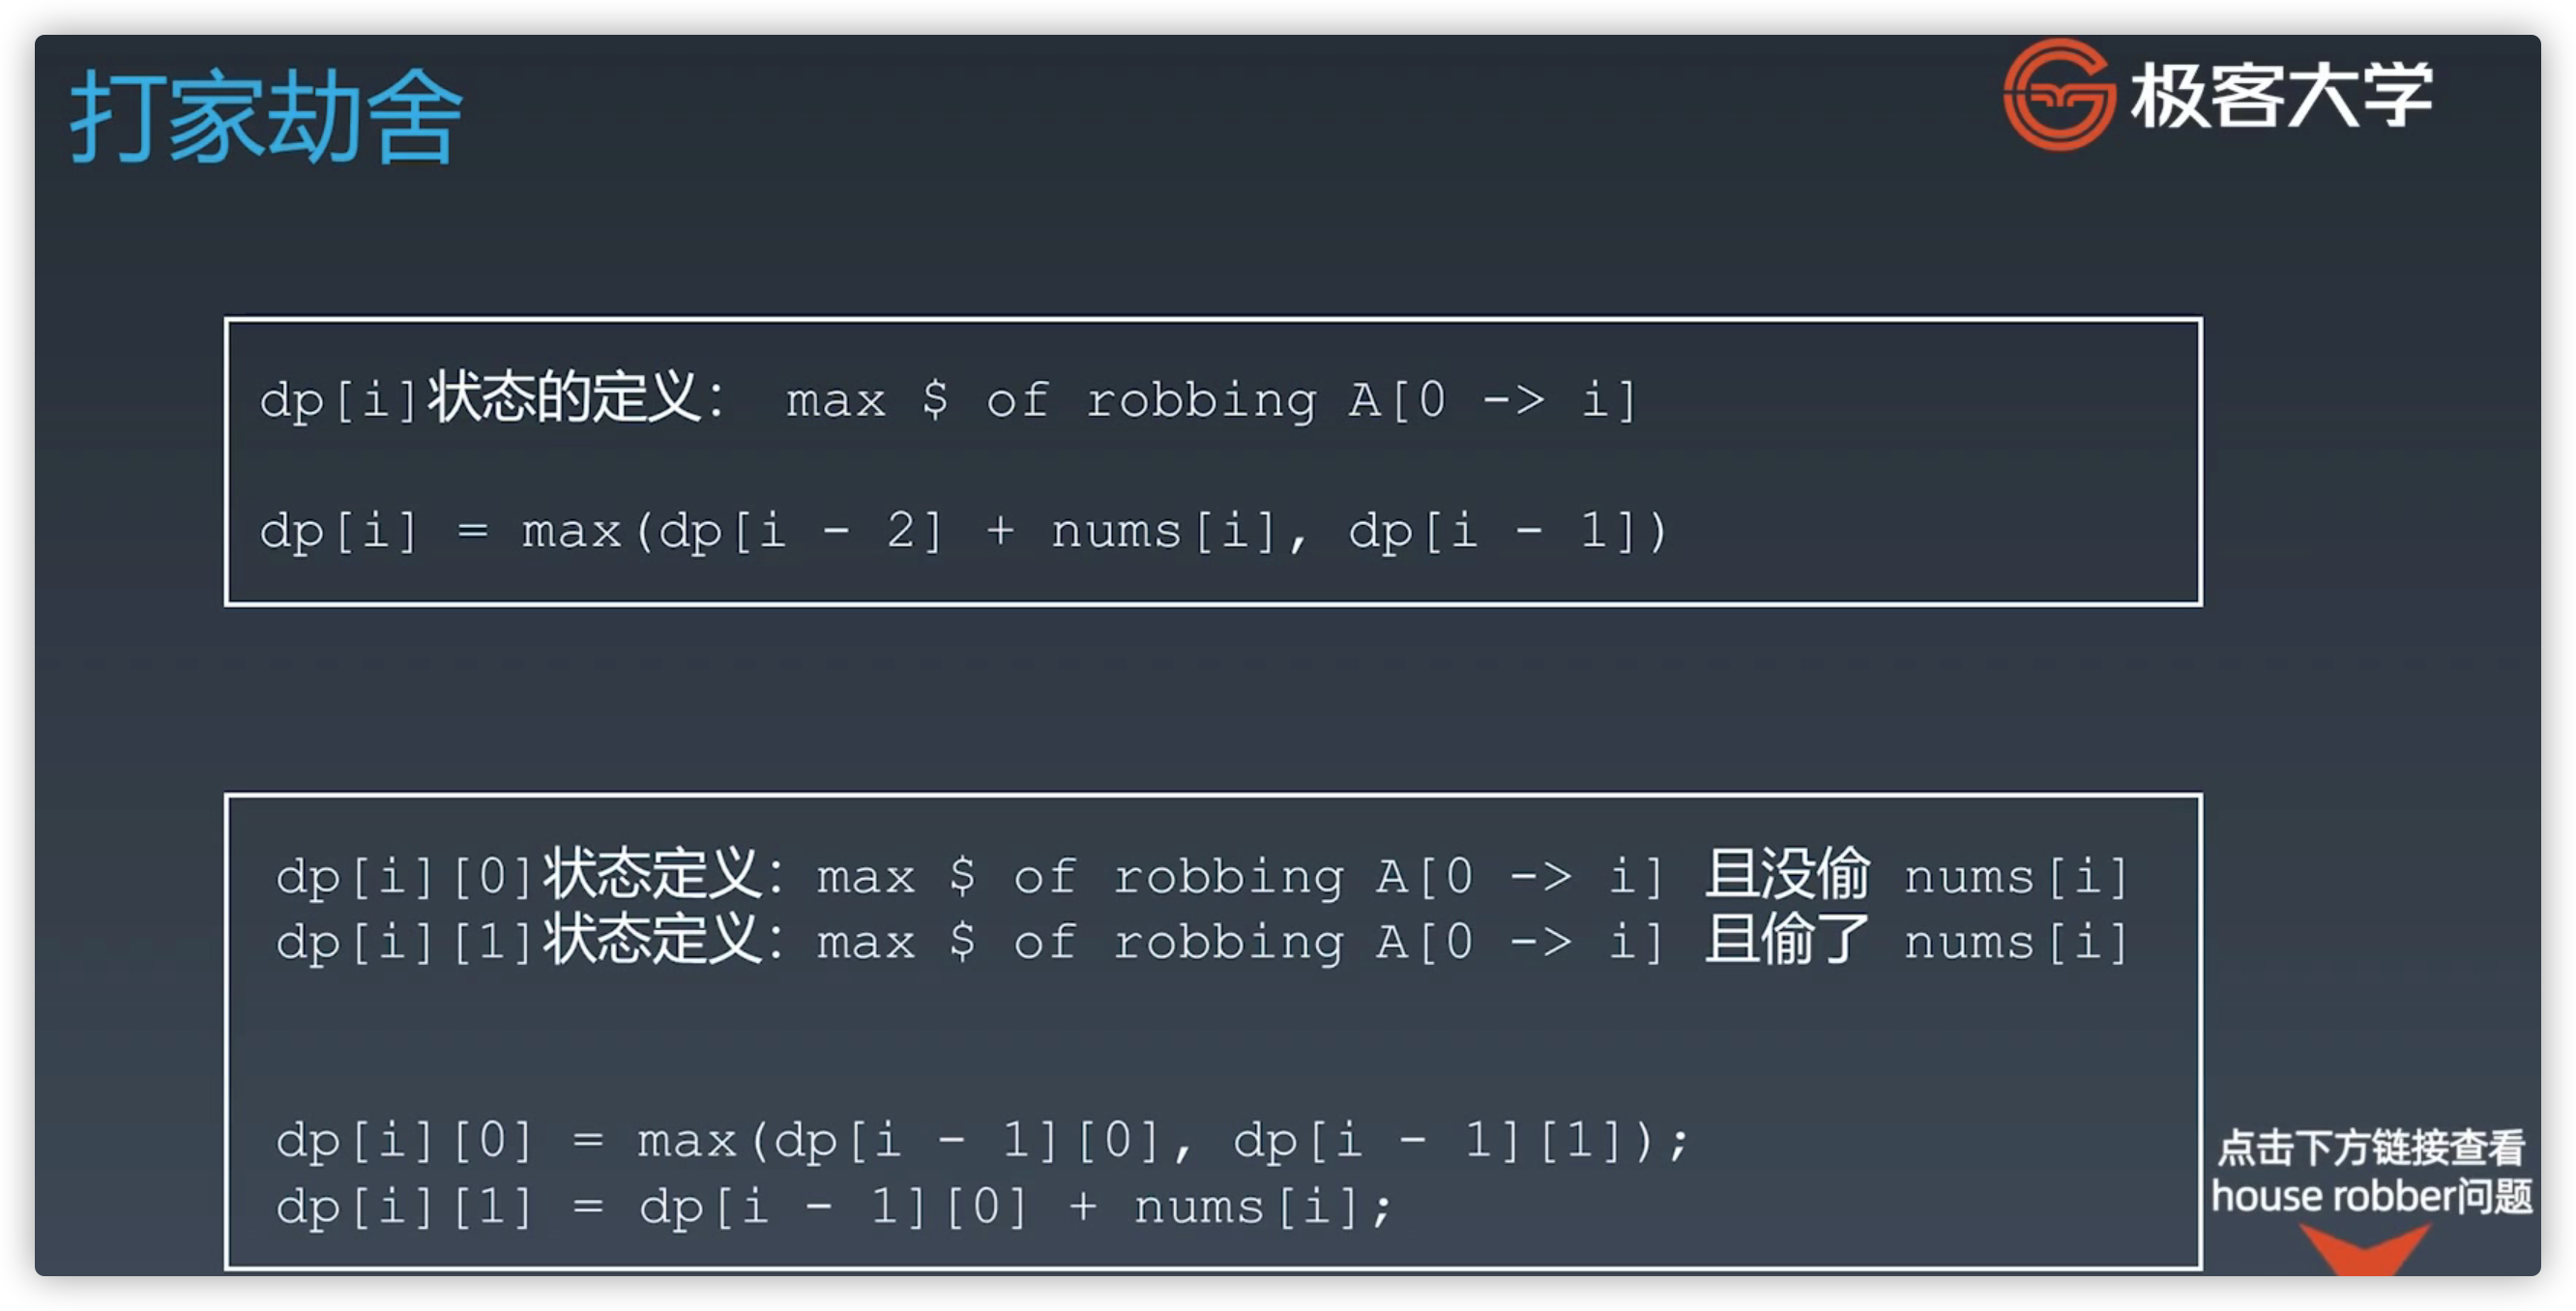 打家劫舍
极客大学
dp[i]状态的定义: max $ of robbing A[0 -> i]
dp[i] = max(dp[i - 2] + nums[i], dp[i - 1])
dp[i][0]状态定义: max $ of robbing A[0 -> i] 且没偷 nums[i]
dp[i][1]状态定义: max $ of robbing A[0 -> i] 且偷了 nums[i]
dp[i][0] = max(dp[i - 1][0], dp[i - 1][1]);
dp[i][1] = dp[i - 1][0] + nums[i];
点击下方链接查看
house robber问题